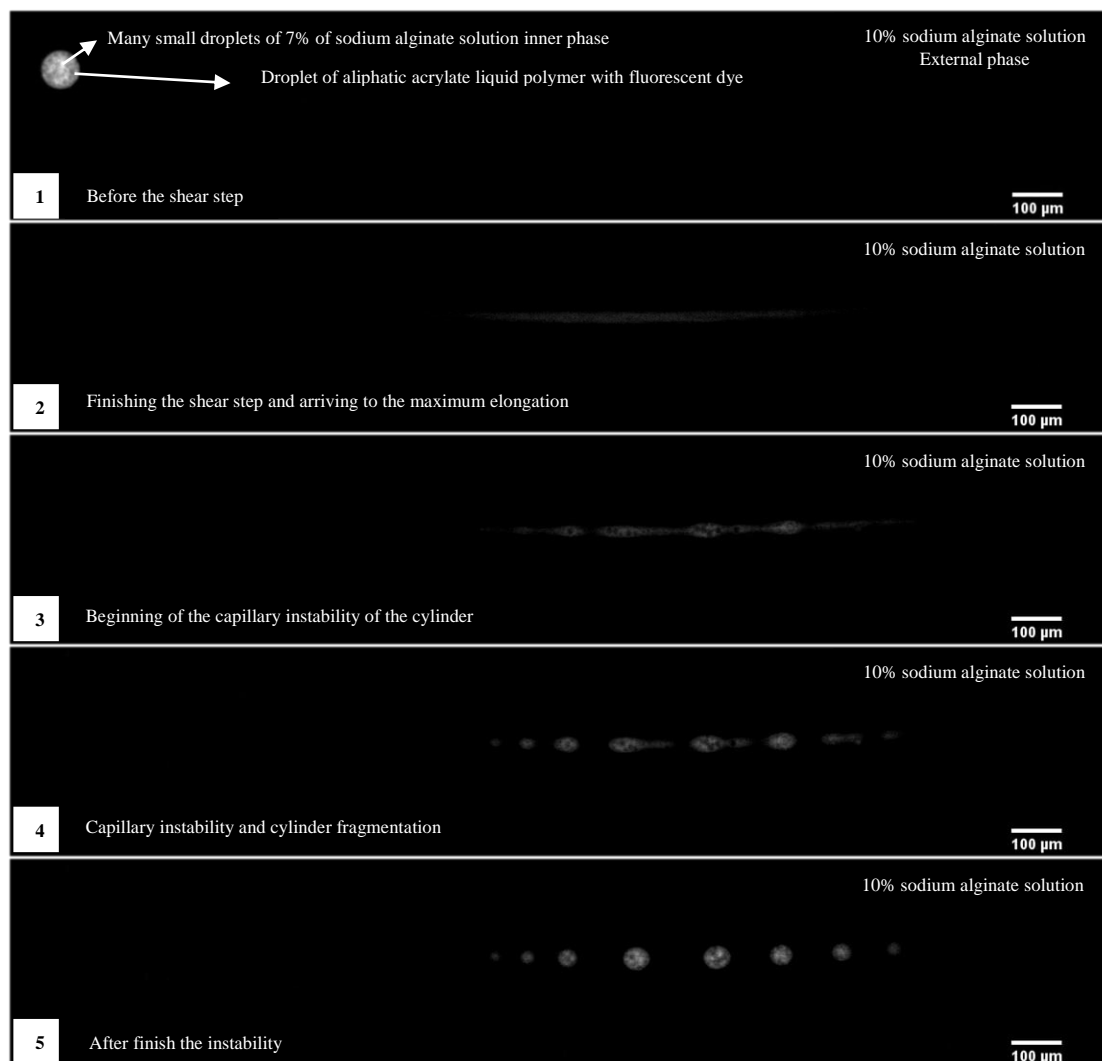 Many small droplets of 7% of sodium alginate solution inner phase
10% sodium alginate solution
External phase
Droplet of aliphatic acrylate liquid polymer with fluorescent dye
1
Before the shear step
100 µm
10% sodium alginate solution
2
Finishing the shear step and arriving to the maximum elongation
100 µm
10% sodium alginate solution
3
Beginning of the capillary instability of the cylinder
100 µm
10% sodium alginate solution
4
Capillary instability and cylinder fragmentation
100 µm
10% sodium alginate solution
5
After finish the instability
100 µm